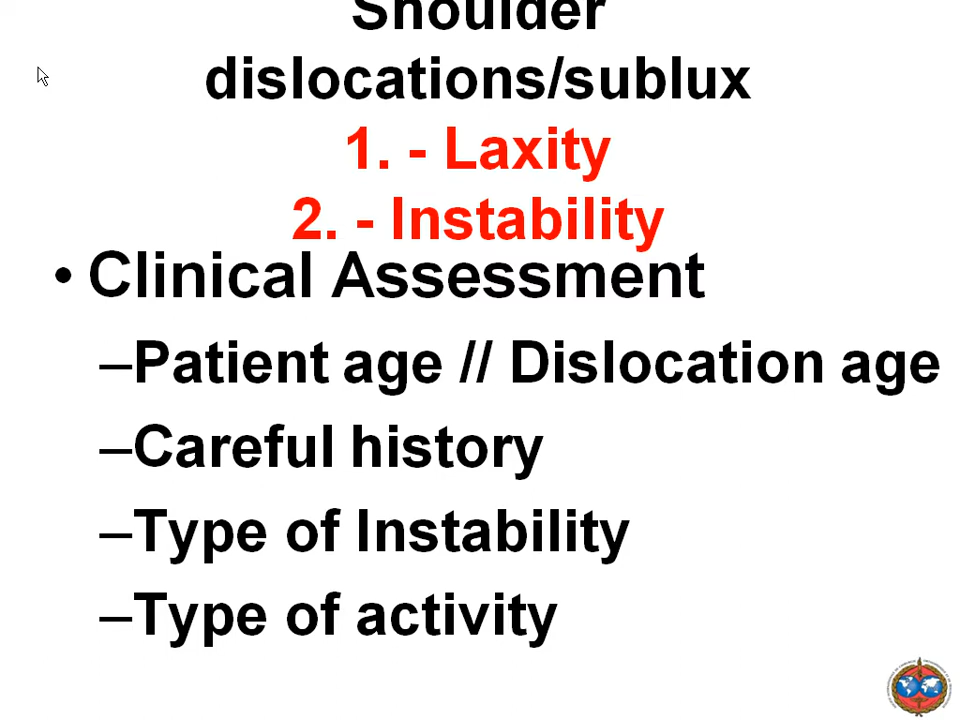 Shoulder
dislocations/sublux
1. - Laxity
2. - Instability
• Clinical Assessment
–Patient age // Dislocation age
–Careful history
–Type of Instability
–Type of activity